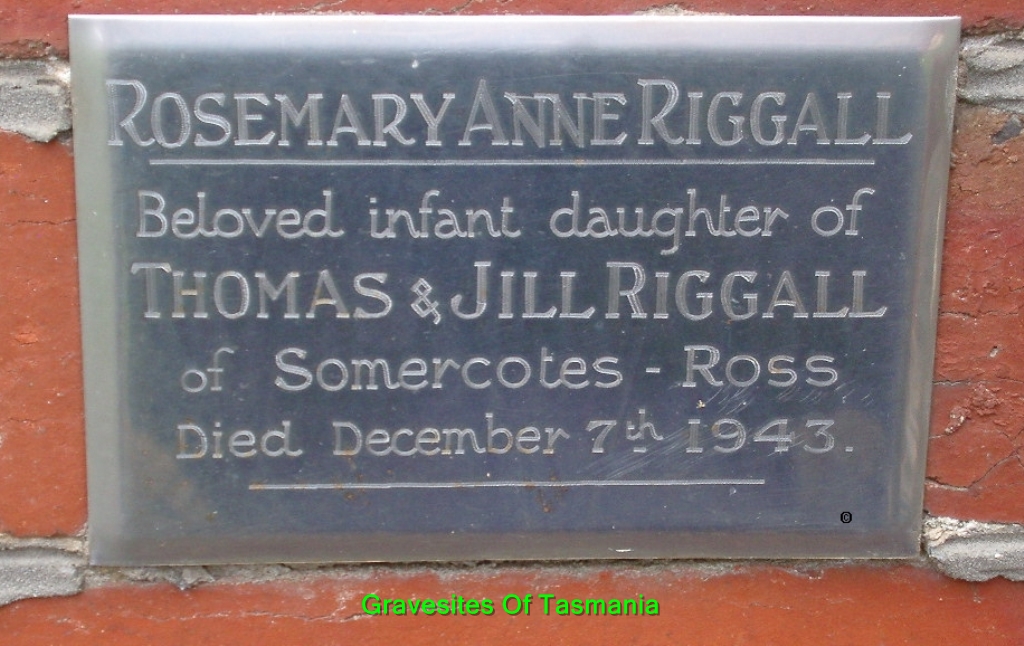 ROSEMARY ANNE RIGGALL
Beloved infant daughter of
THOMAS & JILL RIGGALL
of Somercotes - Ross
Died December 7th 1943.
©
Gravesites Of Tasmania